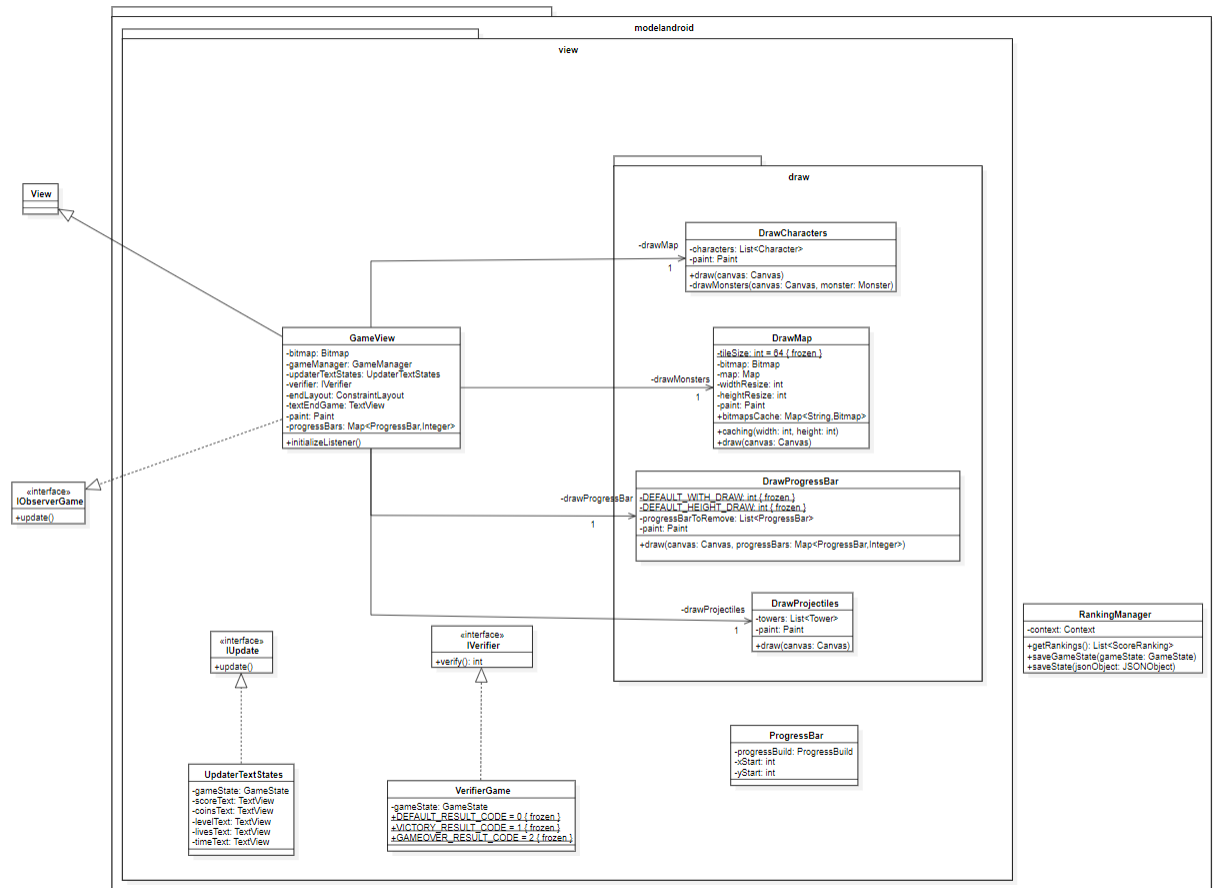 modelandroid
view
draw
View
DrawCharacters
-characters: List<Character>
-paint: Paint
+draw(canvas: Canvas)
-drawMonsters(canvas: Canvas, monster: Monster)
-drawMap
1
GameView
-bitmap: Bitmap
-gameManager: GameManager
-updaterTextStates: UpdaterTextStates
-verifier: IVerifier
-endLayout: ConstraintLayout
-textEndGame: TextView
-paint: Paint
-progressBars: Map<ProgressBar,Integer>
+initializeListener()
-drawMonsters
1
DrawMap
-tileSize: int = 64 { frozen }
-bitmap: Bitmap
-map: Map
-widthResize: int
-heightResize: int
-paint: Paint
+bitmapsCache: Map<String,Bitmap>
+caching(width: int, height: int)
+draw(canvas: Canvas)
«interface»
IObserverGame
+update()
-drawProgressBar
1
DrawProgressBar
-DEFAULT_WITH_DRAW: int { frozen }
-DEFAULT_HEIGHT_DRAW: int { frozen }
-progressBarToRemove: List<ProgressBar>
-paint: Paint
+draw(canvas: Canvas, progressBars: Map<ProgressBar,Integer>)
-drawProjectiles
1
DrawProjectiles
-towers: List<Tower>
-paint: Paint
+draw(canvas: Canvas)
RankingManager
-context: Context
+getRankings(): List<ScoreRanking>
+saveGameState(gameState: GameState)
+saveState(jsonObject: JSONObject)
«interface»
IUpdate
+update()
«interface»
IVerifier
+verify(): int
ProgressBar
-progressBuild: ProgressBuild
-xStart: int
-yStart: int
UpdaterTextStates
-gameState: GameState
-scoreText: TextView
-coinsText: TextView
-levelText: TextView
-livesText: TextView
-timeText: TextView
VerifierGame
-gameState: GameState
+DEFAULT_RESULT_CODE = 0 { frozen }
+VICTORY_RESULT_CODE = 1 { frozen }
+GAMEOVER_RESULT_CODE = 2 { frozen }